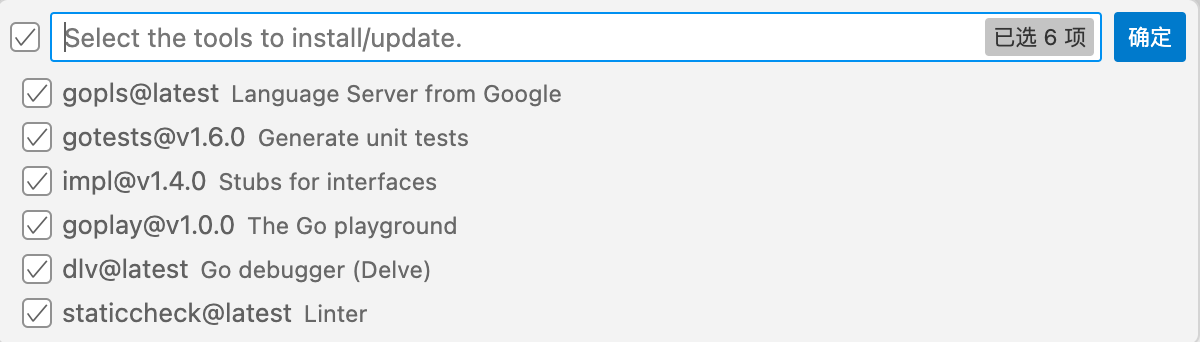 Select the tools to install/update. 已选 6 项 确定
gopls@latest Language Server from Google
gotests@v1.6.0 Generate unit tests
impl@v1.4.0 Stubs for interfaces
goplay@v1.0.0 The Go playground
dlv@latest Go debugger (Delve)
staticcheck@latest Linter